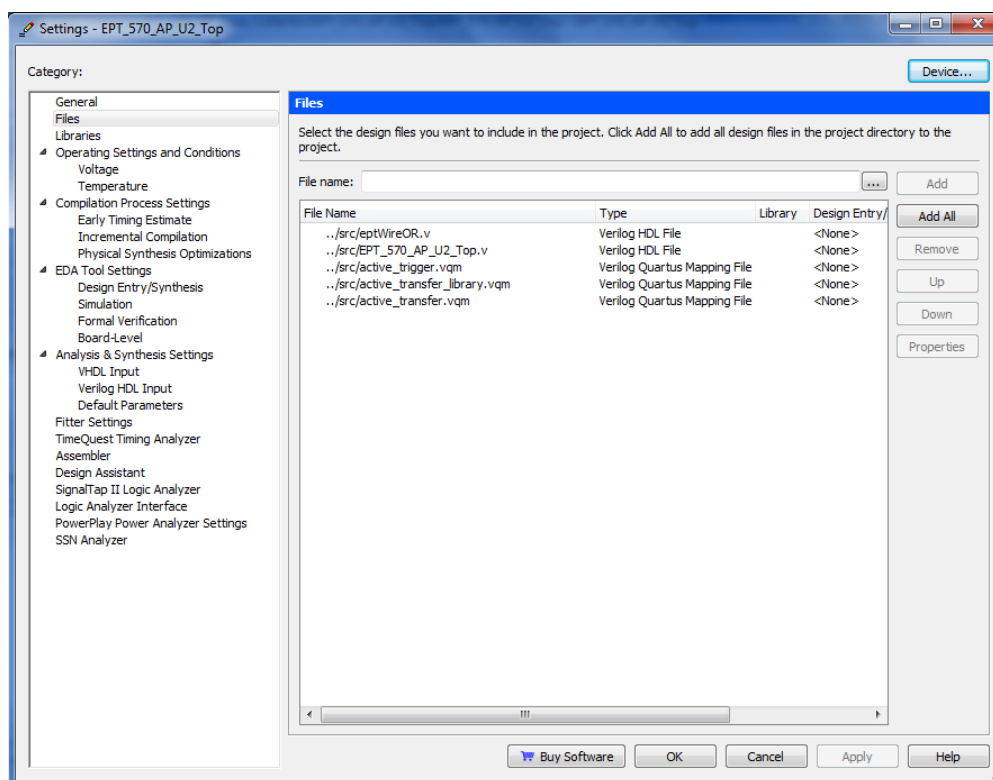 Settings - EPT_570_AP_U2_Top
Category:
Device...
General
Files
Libraries
Operating Settings and Conditions
Voltage
Temperature
Compilation Process Settings
Early Timing Estimate
Incremental Compilation
Physical Synthesis Optimizations
EDA Tool Settings
Design Entry/Synthesis
Simulation
Formal Verification
Board-Level
Analysis & Synthesis Settings
VHDL Input
Verilog HDL Input
Default Parameters
Fitter Settings
TimeQuest Timing Analyzer
Assembler
Design Assistant
SignalTap II Logic Analyzer
Logic Analyzer Interface
PowerPlay Power Analyzer Settings
SSN Analyzer
Files
Select the design files you want to include in the project. Click Add All to add all design files in the project directory to the
project.
File name: ... Add
File Name Type Library Design Entry/ Add All
../src/eptWireOR.v Verilog HDL File <None>
../src/EPT_570_AP_U2_Top.v Verilog HDL File <None> Remove
../src/active_trigger.vqm Verilog Quartus Mapping File <None>
../src/active_transfer_library.vqm Verilog Quartus Mapping File <None> Up
../src/active_transfer.vqm Verilog Quartus Mapping File <None>
Down
Properties
Buy Software OK Cancel Apply Help